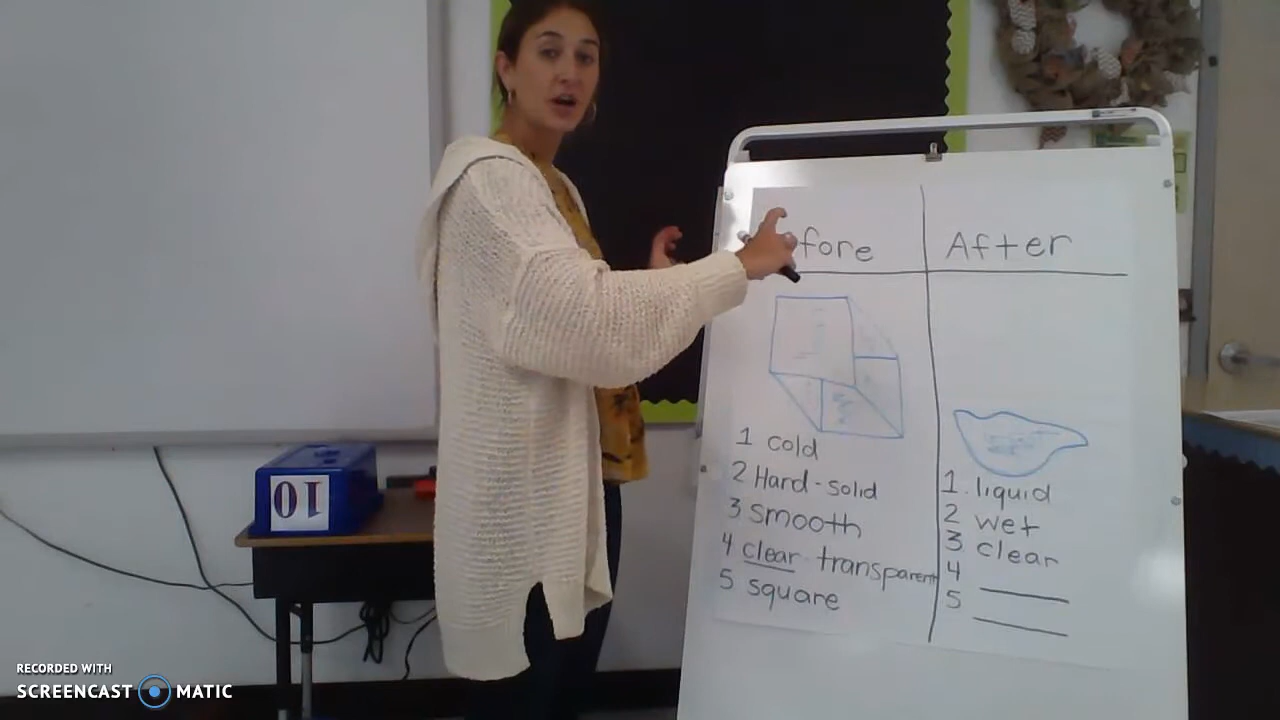 fore
After
1 cold
2 Hard-solid
3 smooth
4 clear - transparent
5 square
1. liquid
2 wet
3 clear
4
5
10
RECORDED WITH
SCREENCAST MATIC